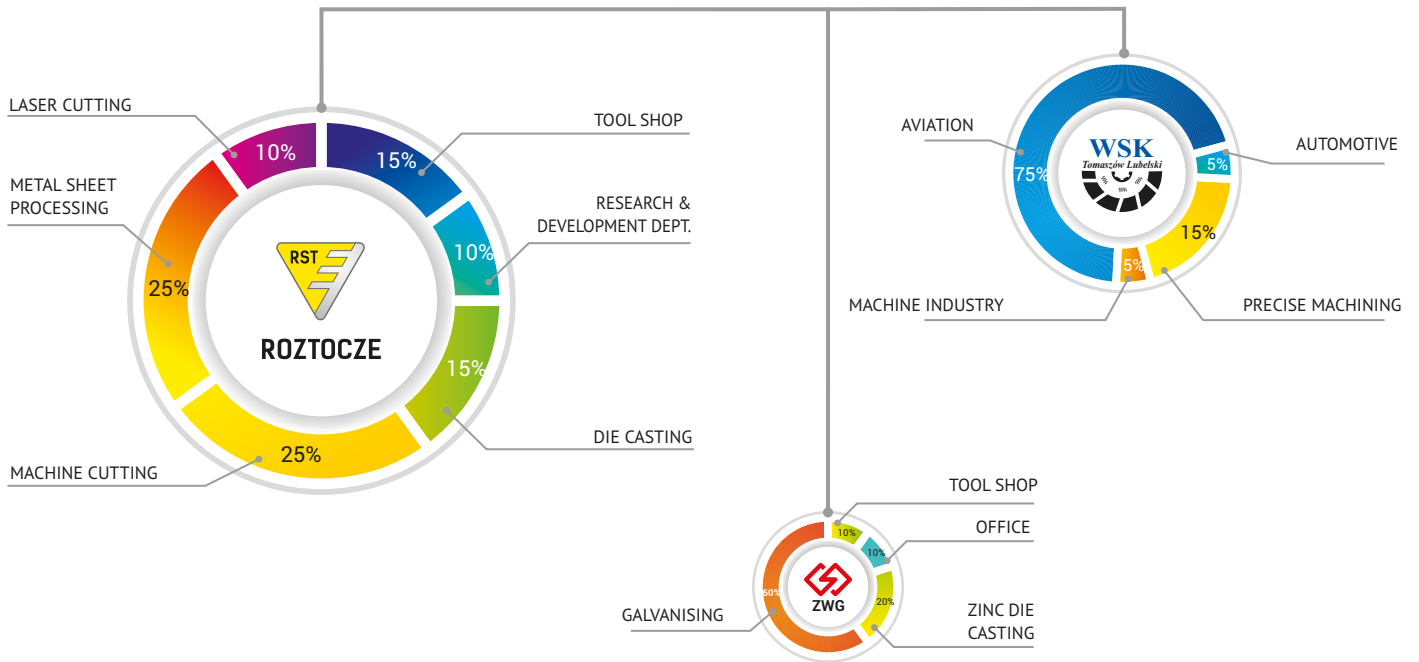 LASER CUTTING
10%
TOOL SHOP
15%
METAL SHEET
PROCESSING
25%
RESEARCH &
DEVELOPMENT DEPT.
10%
RST
ROZTOCZE
15%
DIE CASTING
MACHINE CUTTING
25%
AVIATION
75%
WSK
Tomaszów Lubelski
AUTOMOTIVE
5%
15%
MACHINE INDUSTRY
5%
PRECISE MACHINING
TOOL SHOP
10%
OFFICE
10%
GALVANISING
60%
ZWG
20%
ZINC DIE
CASTING